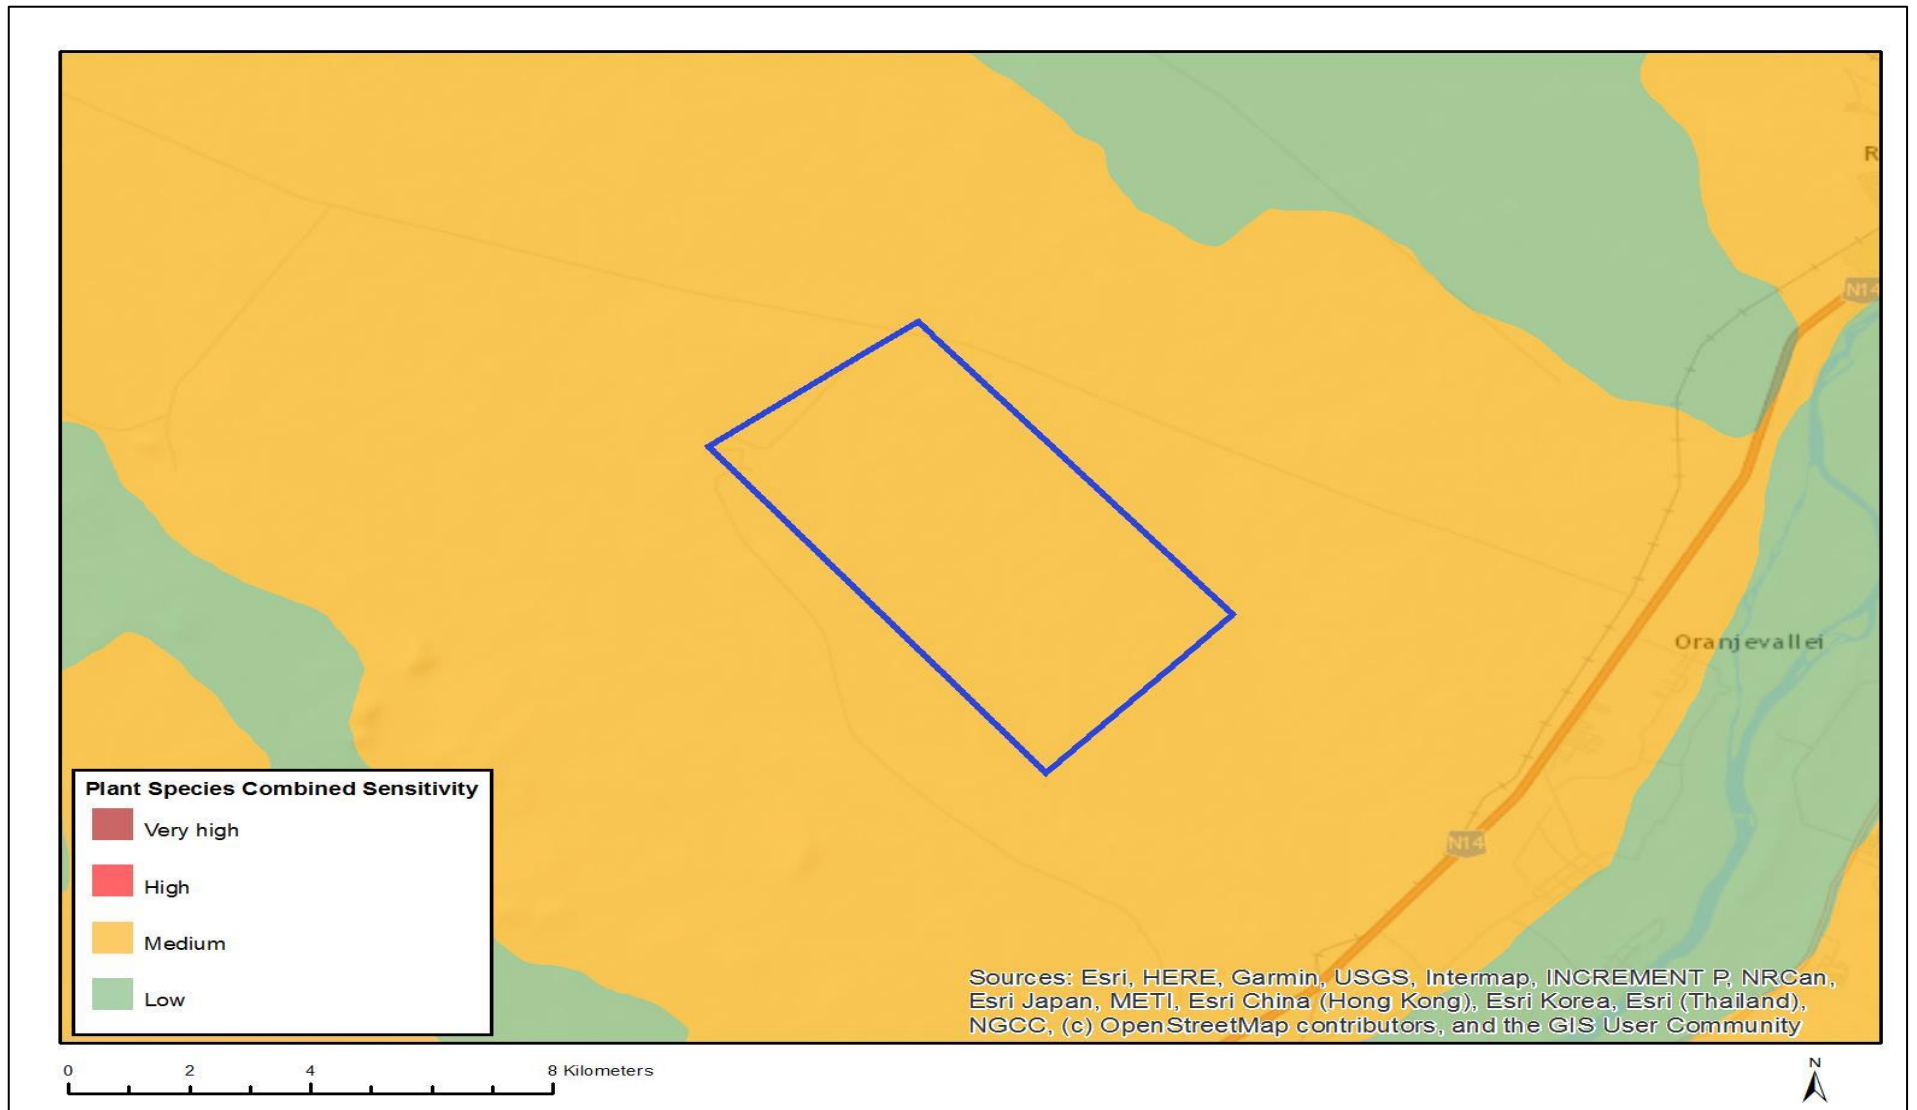 R
N14
Oranjevallei
N14
Plant Species Combined Sensitivity
Very high
High
Medium
Low
Sources: Esri, HERE, Garmin, USGS, Intermap, INCREMENT P, NRCan,
Esri Japan, METI, Esri China (Hong Kong), Esri Korea, Esri (Thailand),
NGCC, (c) OpenStreetMap contributors, and the GIS User Community
0 2 4 8 Kilometers
N